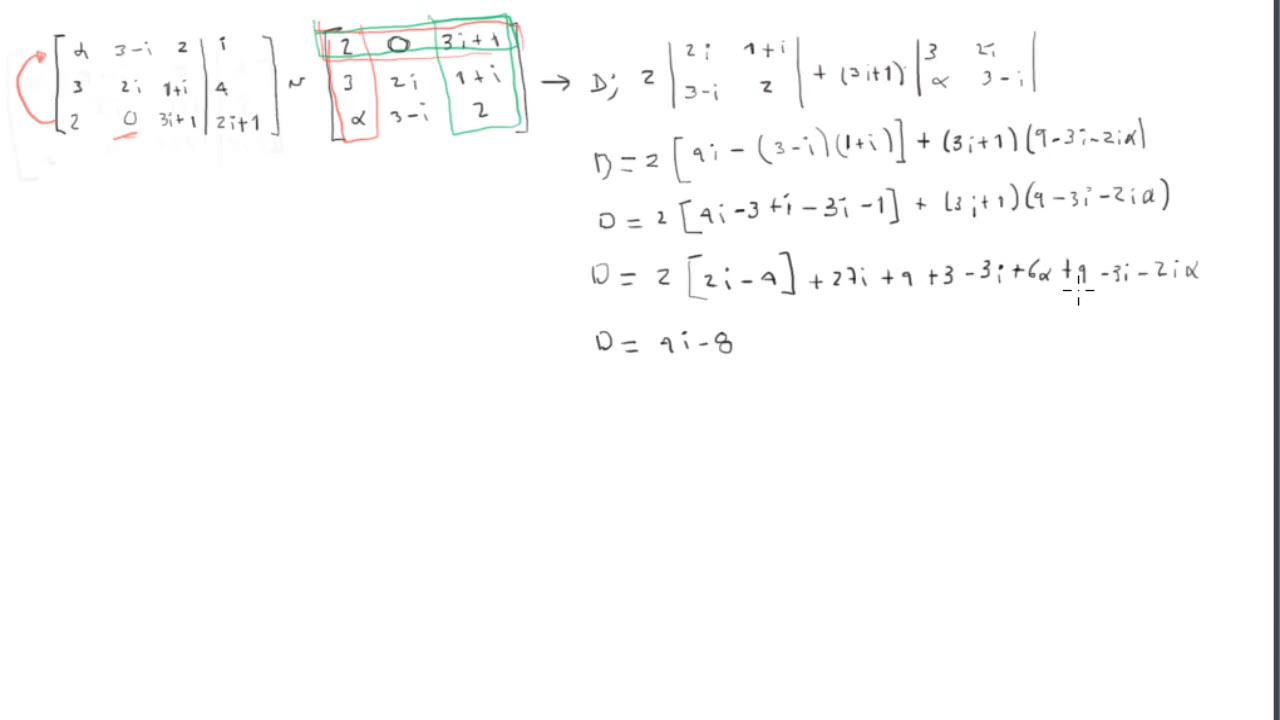 [ α 3-i 2 | i ]
[ 3 2i 1+i | 4 ]
[ 2 0 3i+1 | 2i+1 ]
~
[ 2 0 3i+1 ]
[ 3 2i 1+i ]
[ α 3-i 2 ]
→ D; 2 | 2i 1+i | + (3i+1) | 3 2i |
| 3-i 2 | | α 3-i |
D = 2 [4i - (3-i)(1+i)] + (3i+1)(9-3i-2iα)
D = 2 [4i -3 +i -3i -1] + (3i+1)(9-3i-2iα)
D = 2 [2i-4] + 27i + 9 + 3 - 3i + 6α + 9 - 3i - 2iα
D = 4i - 8